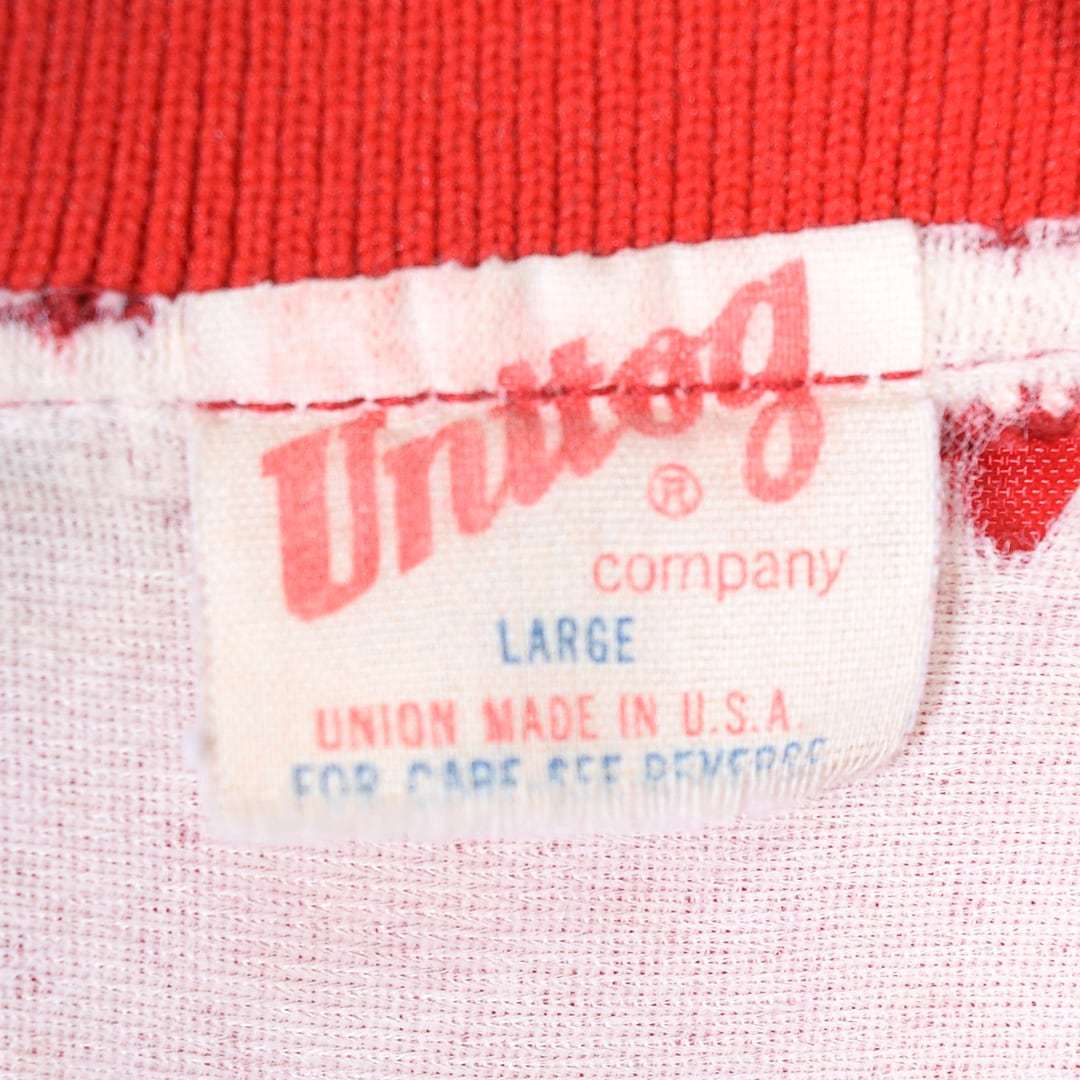 Unitog
®
company
LARGE
UNION MADE IN U.S.A.
FOR CARE SEE REVERSE